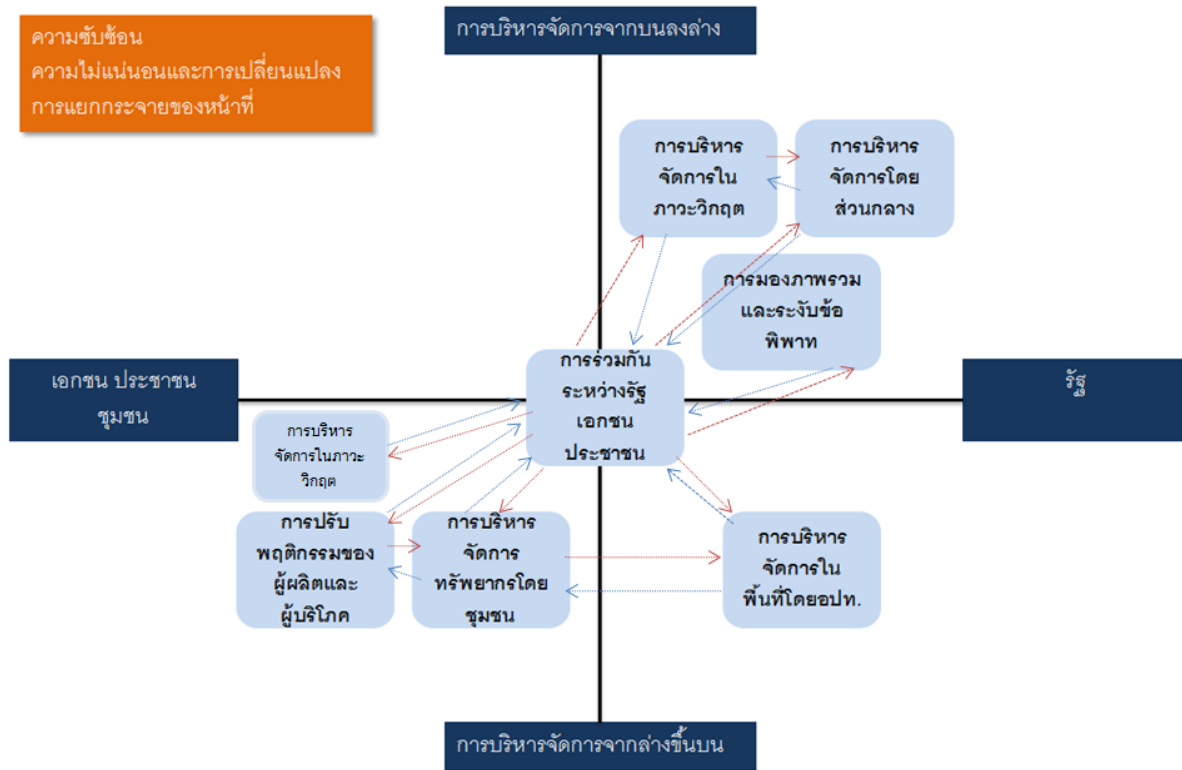 การบริหารจัดการจากบนลงล่าง
ความซับซ้อน
ความไม่แน่นอนและการเปลี่ยนแปลง
การแยกกระจายของหน้าที่
การบริหาร
จัดการใน
ภาวะวิกฤต
การบริหาร
จัดการโดย
ส่วนกลาง
การมองภาพรวม
และระงับข้อ
พิพาท
เอกชน ประชาชน
ชุมชน
การร่วมกัน
ระหว่างรัฐ
เอกชน
ประชาชน
รัฐ
การบริหาร
จัดการในภาวะ
วิกฤต
การปรับ
พฤติกรรมของ
ผู้ผลิตและ
ผู้บริโภค
การบริหาร
จัดการ
ทรัพยากรโดย
ชุมชน
การบริหาร
จัดการใน
พื้นที่โดยอปท.
การบริหารจัดการจากล่างขึ้นบน